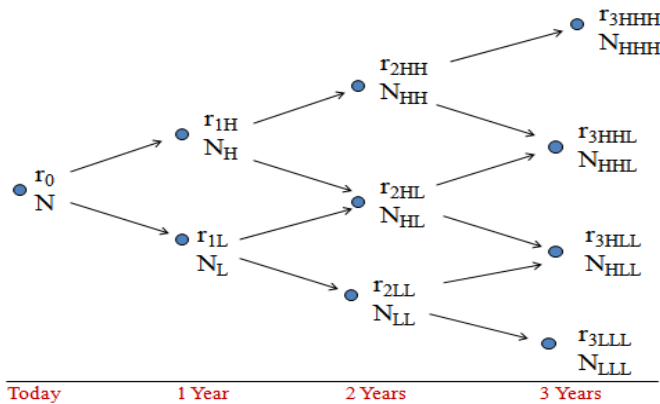 r3HHH
NHHH
r2HH
NHH
r1H
NH
r3HHL
NHHL
r0
N
r2HL
NHL
r1L
NL
r3HLL
NHLL
r2LL
NLL
r3LLL
NLLL
Today
1 Year
2 Years
3 Years